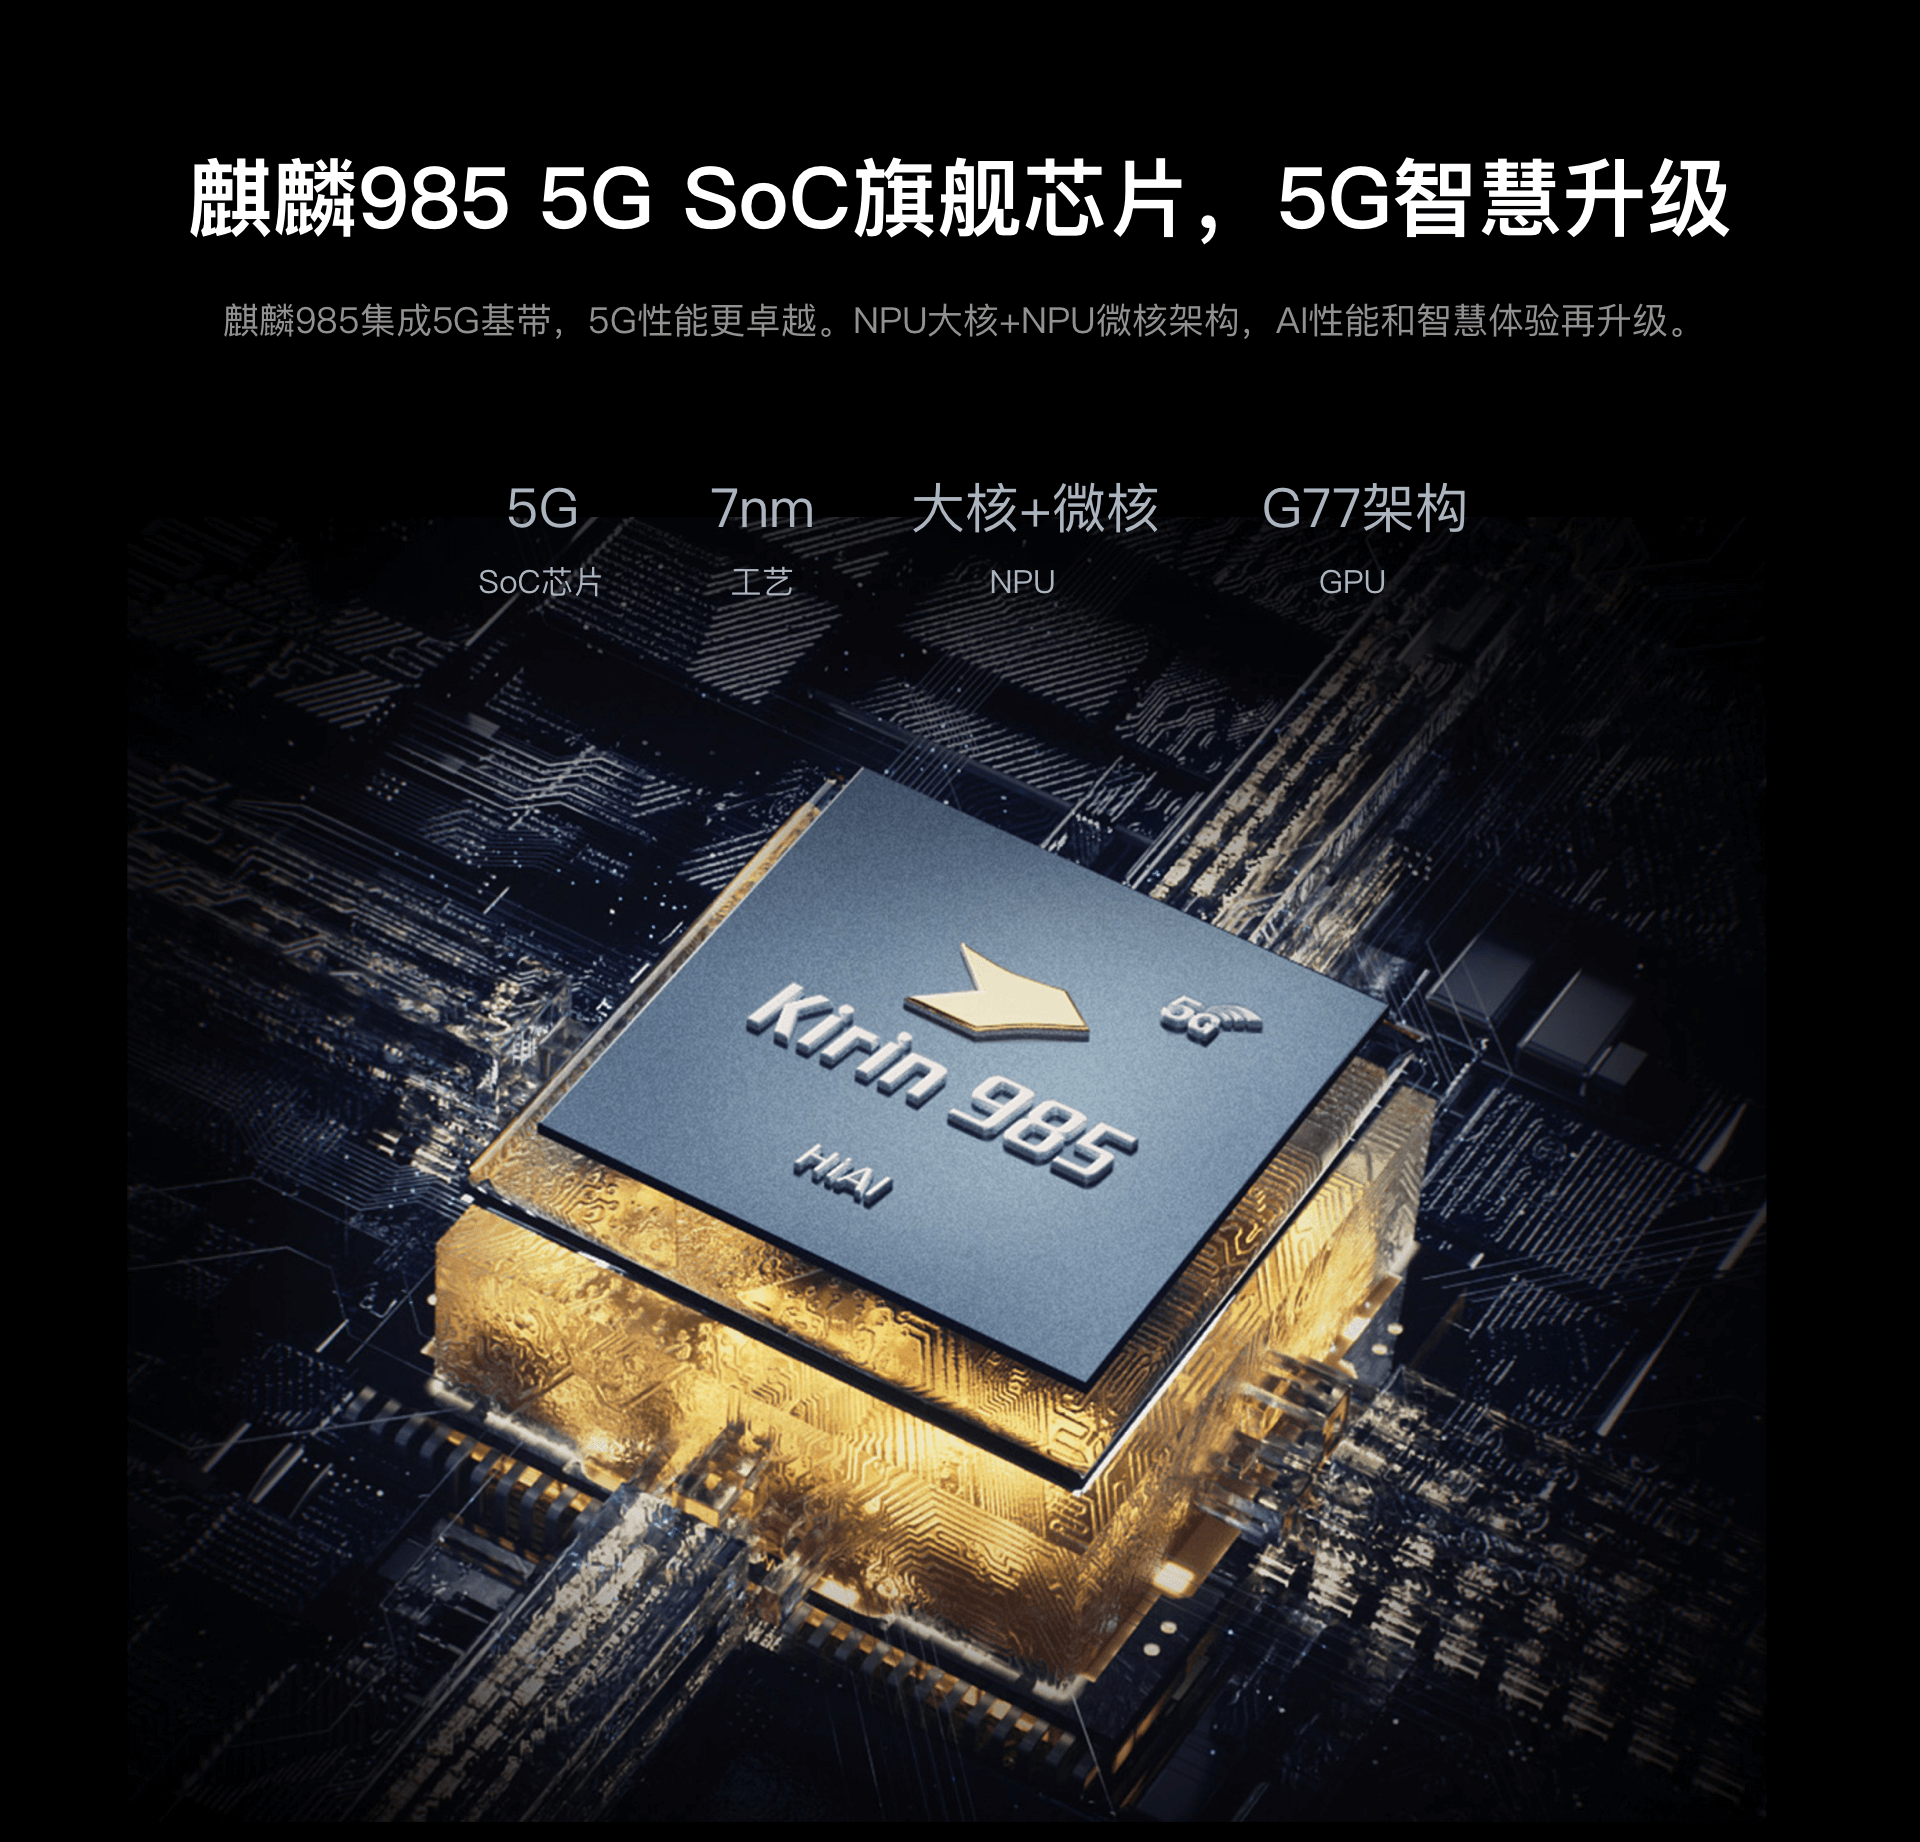 麒麟985 5G SoC旗舰芯片，5G智慧升级
麒麟985集成5G基带，5G性能更卓越。NPU大核+NPU微核架构，AI性能和智慧体验再升级。
5G 7nm 大核+微核 G77架构
SoC芯片 工艺 NPU GPU
5G
Kirin 985
HiAI